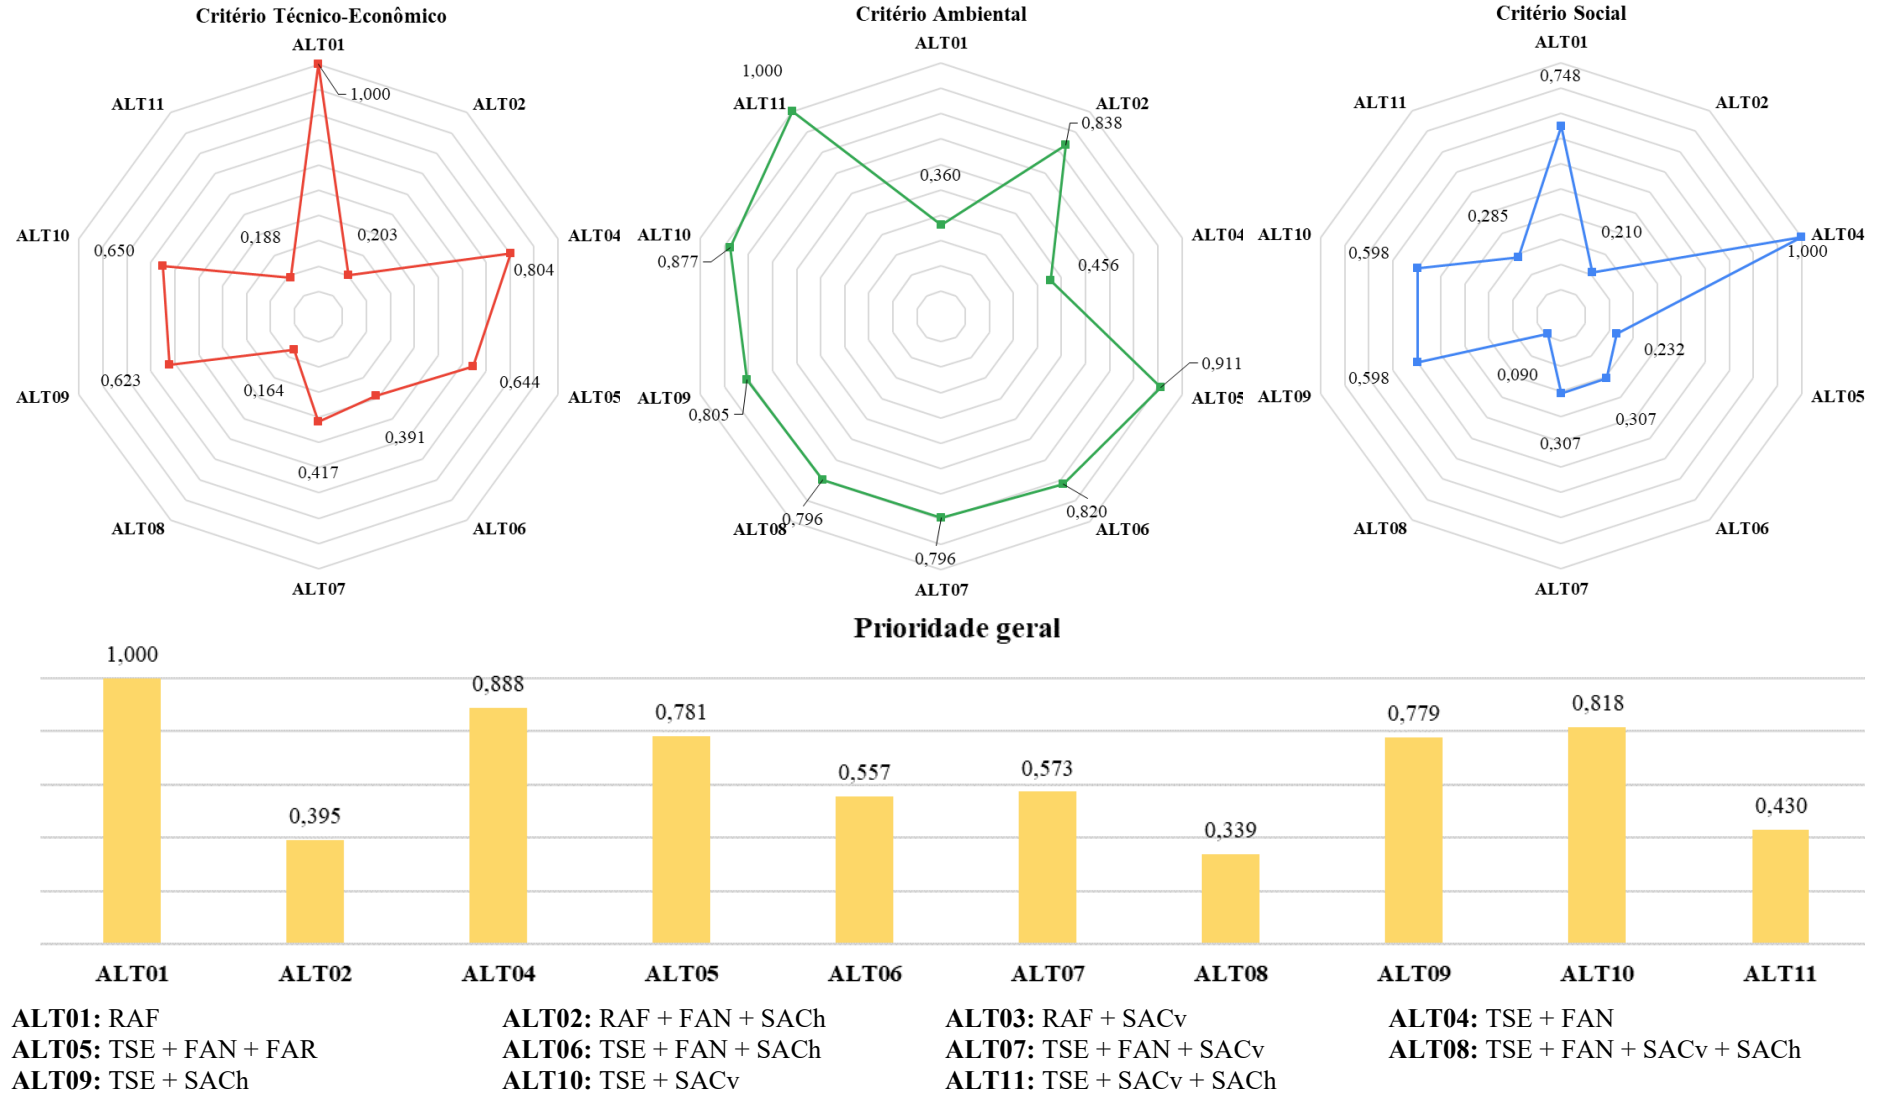 Critério Técnico-Econômico
ALT01
1,000
ALT11
ALT02
0,188
0,203
ALT10
ALT04
0,650
0,804
0,623
0,644
0,164
ALT09
ALT05
0,391
0,417
ALT08
ALT06
ALT07
Critério Ambiental
ALT01
1,000
ALT11
ALT02
0,838
0,360
ALT10
ALT04
0,877
0,456
0,911
ALT09
ALT05
0,805
0,796
0,820
ALT08
ALT06
0,796
ALT07
Critério Social
ALT01
0,748
ALT11
ALT02
0,285
0,210
ALT10
ALT04
0,598
1,000
0,232
0,598
0,090
ALT09
ALT05
0,307
0,307
ALT08
ALT06
ALT07
Prioridade geral
1,000
0,395
0,888
0,781
0,557
0,573
0,339
0,779
0,818
0,430
ALT01 ALT02 ALT04 ALT05 ALT06 ALT07 ALT08 ALT09 ALT10 ALT11
ALT01: RAF ALT02: RAF + FAN + SACh ALT03: RAF + SACv ALT04: TSE + FAN
ALT05: TSE + FAN + FAR ALT06: TSE + FAN + SACh ALT07: TSE + FAN + SACv ALT08: TSE + FAN + SACv + SACh
ALT09: TSE + SACh ALT10: TSE + SACv ALT11: TSE + SACv + SACh